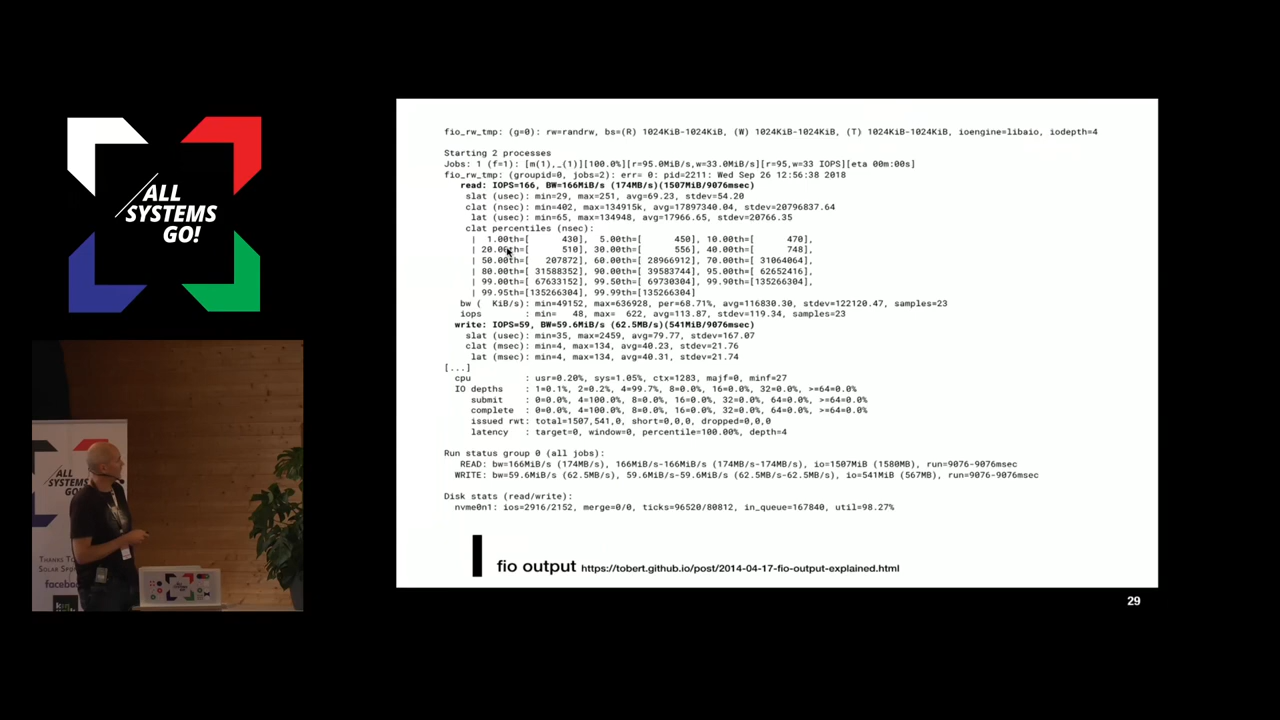 ALL
SYSTEMS
GO!
fio_rw_tmp: (g=0): rw=randrw, bs=(R) 1024KiB-1024KiB, (W) 1024KiB-1024KiB, (T) 1024KiB-1024KiB, ioengine=libaio, iodepth=4
Starting 2 processes
Jobs: 1 (f=1): [m(1),_(1)][100.0%][r=95.0MiB/s,w=33.0MiB/s][r=95,w=33 IOPS][eta 00m:00s]
fio_rw_tmp: (groupid=0, jobs=2): err= 0: pid=2211: Wed Sep 26 12:56:38 2018
read: IOPS=166, BW=166MiB/s (174MB/s)(1507MiB/9076msec)
slat (usec): min=29, max=251, avg=69.23, stdev=54.20
clat (nsec): min=402, max=134915k, avg=17897340.04, stdev=20796837.64
lat (usec): min=65, max=134948, avg=17966.65, stdev=20766.35
clat percentiles (nsec):
| 1.00th=[ 430], 5.00th=[ 450], 10.00th=[ 470],
| 20.00th=[ 510], 30.00th=[ 556], 40.00th=[ 748],
| 50.00th=[ 207872], 60.00th=[ 28966912], 70.00th=[ 31064064],
| 80.00th=[ 31588352], 90.00th=[ 39583744], 95.00th=[ 62652416],
| 99.00th=[ 67633152], 99.50th=[ 69730304], 99.90th=[135266304],
| 99.95th=[135266304], 99.99th=[135266304]
bw ( KiB/s): min=49152, max=636928, per=68.71%, avg=116830.30, stdev=122120.47, samples=23
iops : min= 48, max= 622, avg=113.87, stdev=119.34, samples=23
write: IOPS=59, BW=59.6MiB/s (62.5MB/s)(541MiB/9076msec)
slat (usec): min=35, max=2459, avg=79.77, stdev=167.07
clat (msec): min=4, max=134, avg=40.23, stdev=21.76
lat (msec): min=4, max=134, avg=40.31, stdev=21.74
[...]
cpu : usr=0.20%, sys=1.05%, ctx=1283, majf=0, minf=27
IO depths : 1=0.1%, 2=0.2%, 4=99.7%, 8=0.0%, 16=0.0%, 32=0.0%, >=64=0.0%
submit : 0=0.0%, 4=100.0%, 8=0.0%, 16=0.0%, 32=0.0%, 64=0.0%, >=64=0.0%
complete : 0=0.0%, 4=100.0%, 8=0.0%, 16=0.0%, 32=0.0%, 64=0.0%, >=64=0.0%
issued rwt: total=1507,541,0, short=0,0,0, dropped=0,0,0
latency : target=0, window=0, percentile=100.00%, depth=4
Run status group 0 (all jobs):
READ: bw=166MiB/s (174MB/s), 166MiB/s-166MiB/s (174MB/s-174MB/s), io=1507MiB (1580MB), run=9076-9076msec
WRITE: bw=59.6MiB/s (62.5MB/s), 59.6MiB/s-59.6MiB/s (62.5MB/s-62.5MB/s), io=541MiB (567MB), run=9076-9076msec
Disk stats (read/write):
nvme0n1: ios=2916/2152, merge=0/0, ticks=96520/80812, in_queue=167840, util=98.27%
fio output https://tobert.github.io/post/2014-04-17-fio-output-explained.html
29
ALL
SYSTEMS
GO!
THANKS
facebo